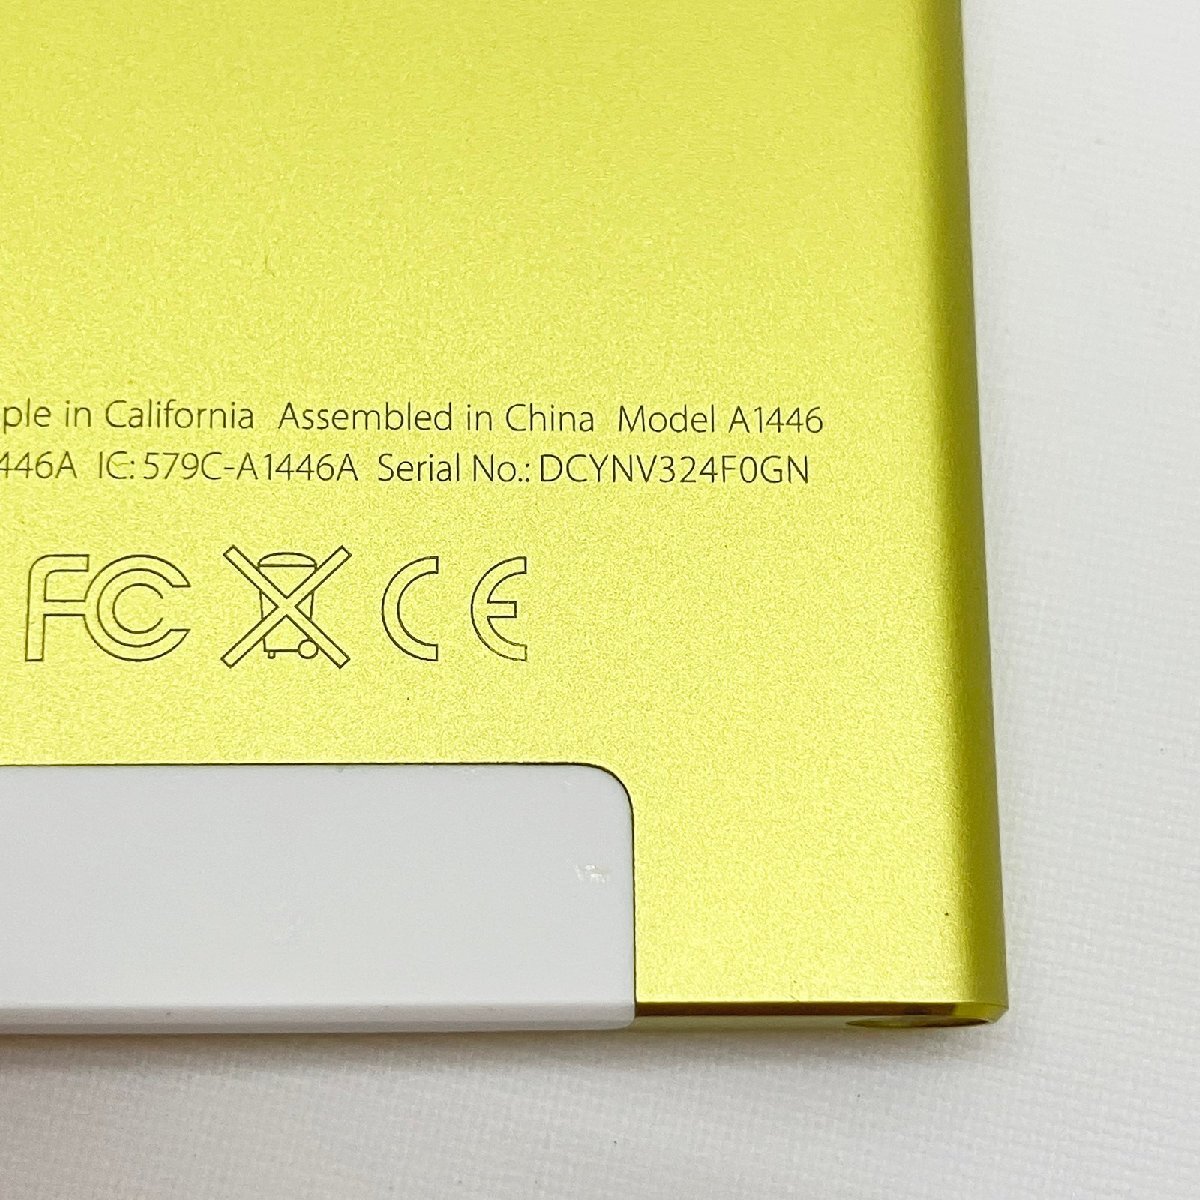 ple in California Assembled in China Model A1446
446A IC: 579C-A1446A Serial No.: DCYNV324F0GN
FC CE